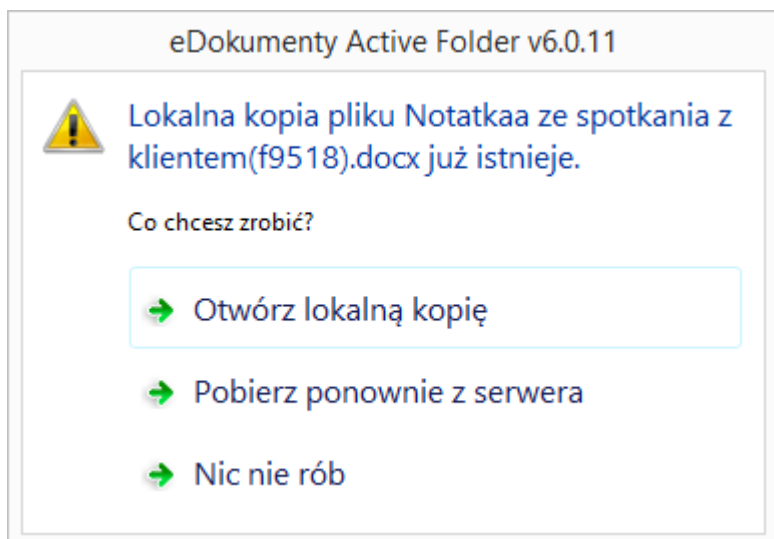 eDokumenty Active Folder v6.0.11
Lokalna kopia pliku Notatkaa ze spotkania z
klientem(f9518).docx już istnieje.
Co chcesz zrobić?
Otwórz lokalną kopię
Pobierz ponownie z serwera
Nic nie rób